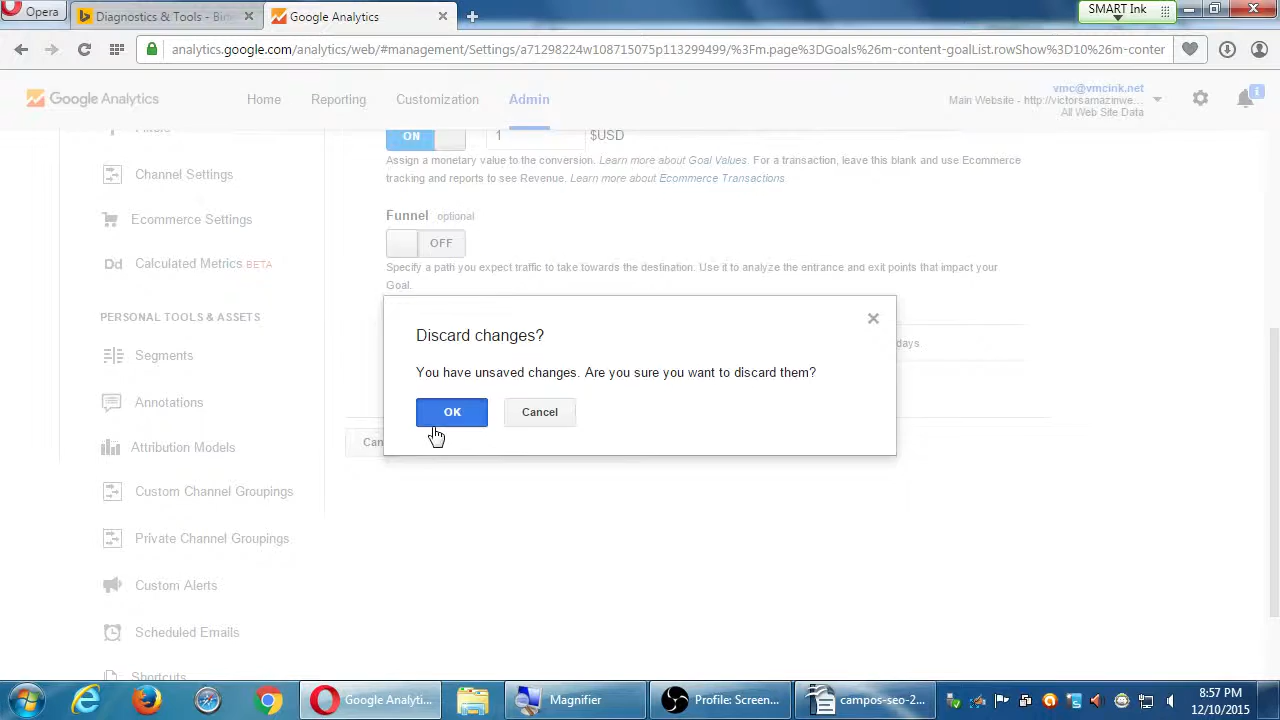 Opera
Diagnostics & Tools - Bin
Google Analytics
SMART Ink
analytics.google.com/analytics/web/#management/Settings/a71298224w108715075p113299499/%3Fm.page%3DGoals%26m-content-goalList.rowShow%3D10%26m-conter
Google Analytics
Home
Reporting
Customization
Admin
vmc@vmcink.net
Main Website - http://victorsamazinwe...
All Web Site Data
Filters
ON
1
$USD
Assign a monetary value to the conversion. Learn more about Goal Values. For a transaction, leave this blank and use Ecommerce
tracking and reports to see Revenue. Learn more about Ecommerce Transactions.
Channel Settings
Ecommerce Settings
Dd Calculated Metrics BETA
Funnel optional
OFF
Specify a path you expect traffic to take towards the destination. Use it to analyze the entrance and exit points that impact your
Goal.
PERSONAL TOOLS & ASSETS
Segments
Annotations
Attribution Models
Custom Channel Groupings
Private Channel Groupings
Custom Alerts
Scheduled Emails
Shortcuts
days
Discard changes?
You have unsaved changes. Are you sure you want to discard them?
OK
Cancel
Can
Google Analyti...
Magnifier
Profile: Screen...
campos-seo-2...
8:57 PM
12/10/2015